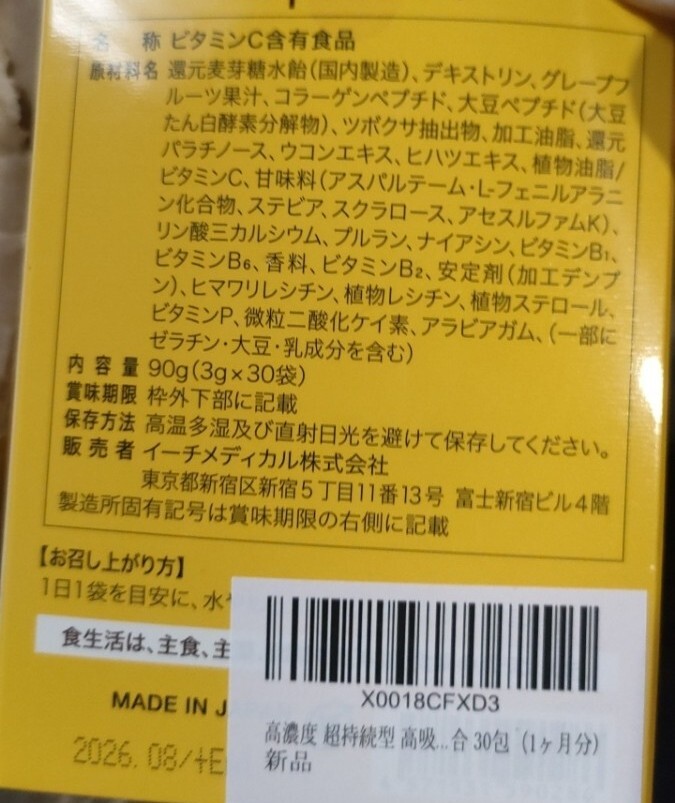 名 称 ビタミンC含有食品
原材料名 還元麦芽糖水飴(国内製造)、デキストリン、グレープフ
ルーツ果汁、コラーゲンペプチド、大豆ペプチド(大豆
たん白酵素分解物)、ツボクサ抽出物、加工油脂、還元
パラチノース、ウコンエキス、ヒハツエキス、植物油脂/
ビタミンC、甘味料(アスパルテーム・L-フェニルアラニ
ン化合物、ステビア、スクラロース、アセスルファムK)、
リン酸三カルシウム、プルラン、ナイアシン、ビタミンB₁、
ビタミンB₆、香料、ビタミンB₂、安定剤(加工デンプ
ン)、ヒマワリレシチン、植物レシチン、植物ステロール、
ビタミンP、微粒二酸化ケイ素、アラビアガム、(一部に
ゼラチン・大豆・乳成分を含む)
内容量 90g(3g×30袋)
賞味期限 枠外下部に記載
保存方法 高温多湿及び直射日光を避けて保存してください。
販売者 イーチメディカル株式会社
東京都新宿区新宿5丁目11番13号 富士新宿ビル4階
製造所固有記号は賞味期限の右側に記載
【お召し上がり方】
1日1袋を目安に、水
食生活は、主食、主
MADE IN J
2026.08/+E
X0018CFXD3
高濃度 超持続型 高吸...合 30包 (1ヶ月分)
新品